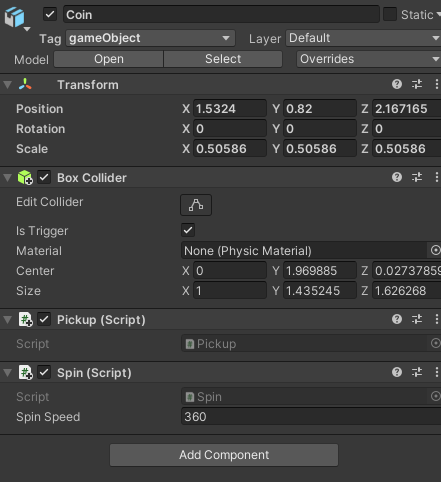 Coin Static
Tag gameObject Layer Default
Model Open Select Overrides
Transform
Position X 1.5324 Y 0.82 Z 2.167165
Rotation X 0 Y 0 Z 0
Scale X 0.50586 Y 0.50586 Z 0.50586
Box Collider
Edit Collider
Is Trigger
Material None (Physic Material)
Center X 0 Y 1.969885 Z 0.02737859
Size X 1 Y 1.435245 Z 1.626268
Pickup (Script)
Script Pickup
Spin (Script)
Script Spin
Spin Speed 360
Add Component